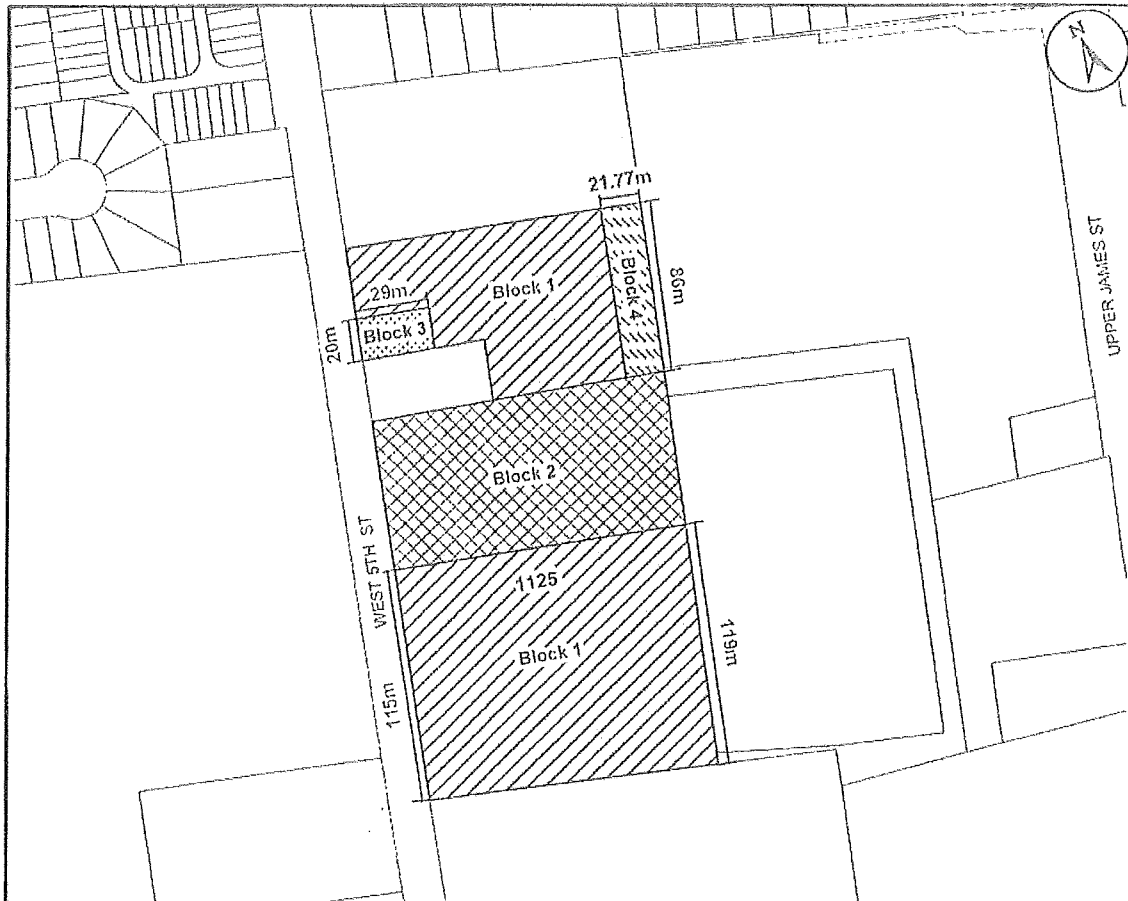 N
21.77m
UPPER JAMES ST
Block 1
Block 4
86m
29m
20m
Block 3
Block 2
WEST 5TH ST
1125
Block 1
119m
115m